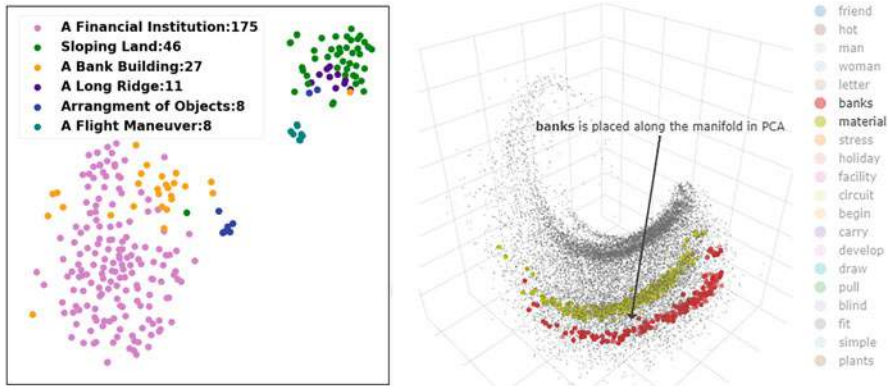 A Financial Institution:175
Sloping Land:46
A Bank Building:27
A Long Ridge:11
Arrangment of Objects:8
A Flight Maneuver:8
banks is placed along the manifold in PCA
friend
hot
man
woman
letter
banks
material
stress
holiday
facility
circuit
begin
carry
develop
draw
pull
blind
fit
simple
plants